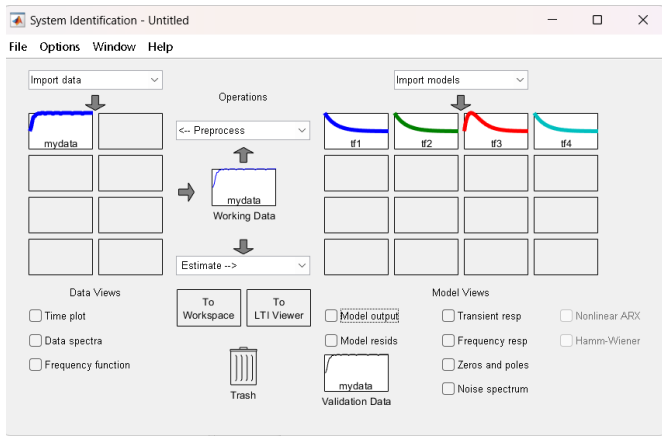 System Identification - Untitled
File Options Window Help
Import data
Import models
Operations
mydata
<-- Preprocess
tf1 tf2 tf3 tf4
mydata
Working Data
Estimate -->
Data Views
Model Views
To Workspace
To LTI Viewer
Time plot
Model output
Transient resp
Nonlinear ARX
Data spectra
Model resids
Frequency resp
Hamm-Wiener
Frequency function
Zeros and poles
mydata
Noise spectrum
Trash
Validation Data